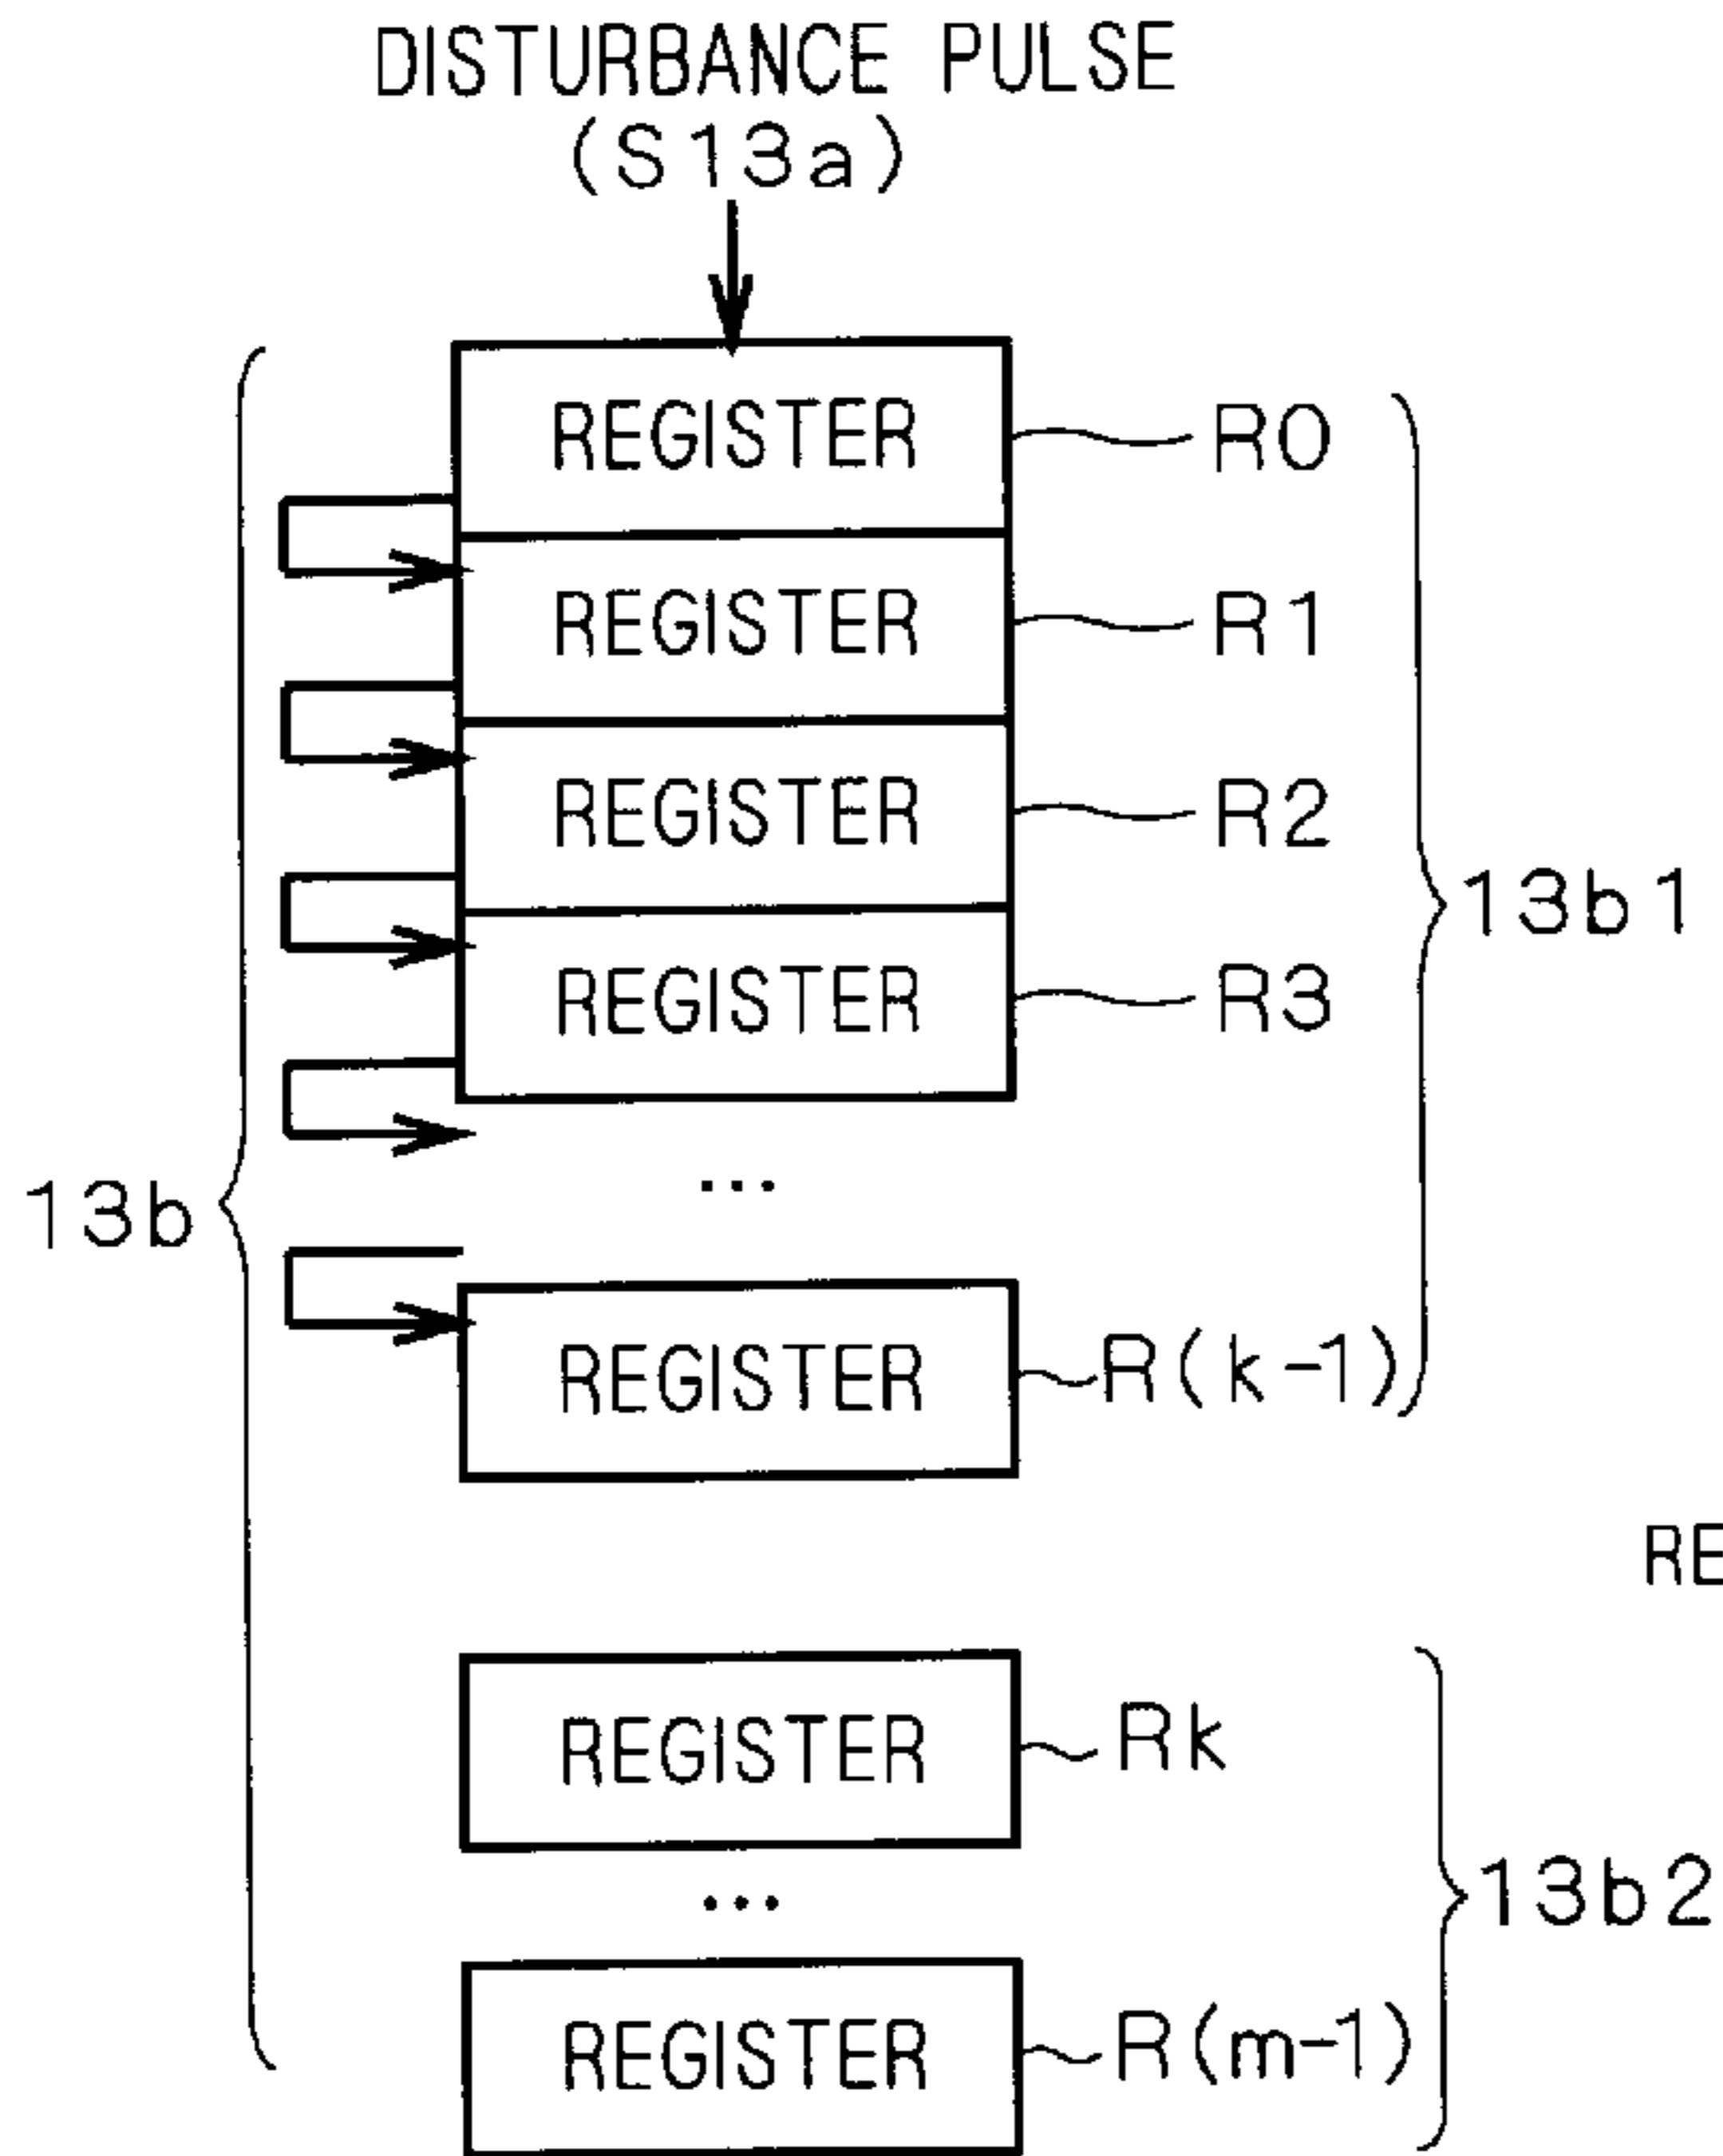 DISTURBANCE PULSE
(S13a)
REGISTER R0
REGISTER R1
REGISTER R2
13b1
REGISTER R3
...
13b
REGISTER R(k-1)
RE
REGISTER Rk
...
13b2
REGISTER R(m-1)